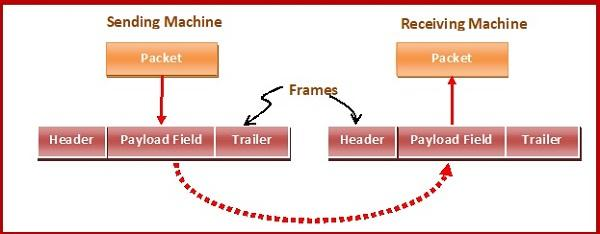 Sending Machine
Receiving Machine
Packet
Packet
Frames
Header Payload Field Trailer
Header Payload Field Trailer